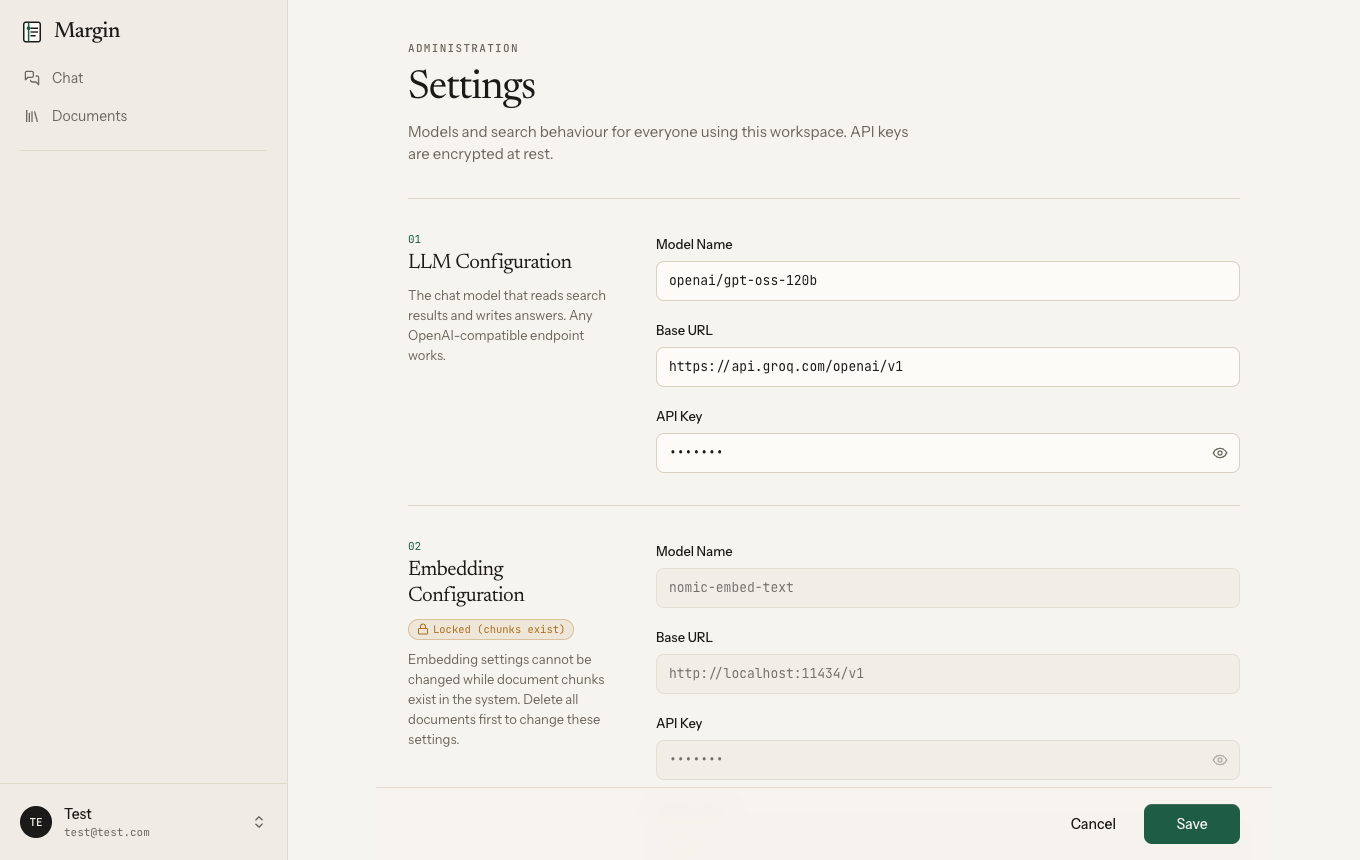 Margin
Chat
Documents
ADMINISTRATION
Settings
Models and search behaviour for everyone using this workspace. API keys
are encrypted at rest.
01
LLM Configuration
The chat model that reads search
results and writes answers. Any
OpenAI-compatible endpoint
works.
Model Name
openai/gpt-oss-120b
Base URL
https://api.groq.com/openai/v1
API Key
•••••••
02
Embedding
Configuration
Locked (chunks exist)
Embedding settings cannot be
changed while document chunks
exist in the system. Delete all
documents first to change these
settings.
Model Name
nomic-embed-text
Base URL
http://localhost:11434/v1
API Key
•••••••
Cancel
Save
TE
Test
test@test.com